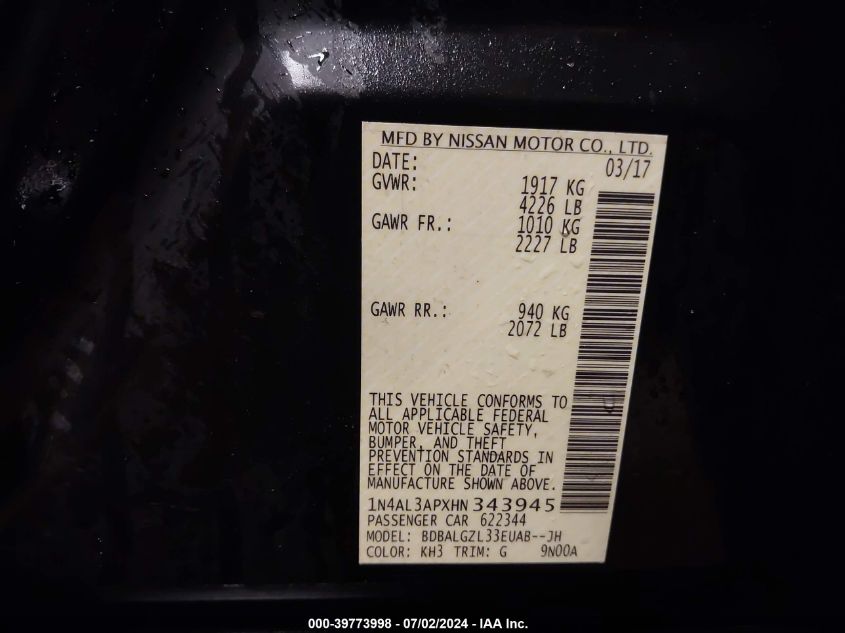 MFD BY NISSAN MOTOR CO., LTD.
DATE: 03/17
GVWR: 1917 KG
4226 LB
GAWR FR.: 1010 KG
2227 LB
GAWR RR.: 940 KG
2072 LB
THIS VEHICLE CONFORMS TO
ALL APPLICABLE FEDERAL
MOTOR VEHICLE SAFETY,
BUMPER, AND THEFT
PREVENTION STANDARDS IN
EFFECT ON THE DATE OF
MANUFACTURE SHOWN ABOVE.
1N4AL3APXHN343945
PASSENGER CAR 622344
MODEL: BDBALGZL33EUAB--JH
COLOR: KH3 TRIM: G 9N00A
000-39773998 - 07/02/2024 - IAA Inc.